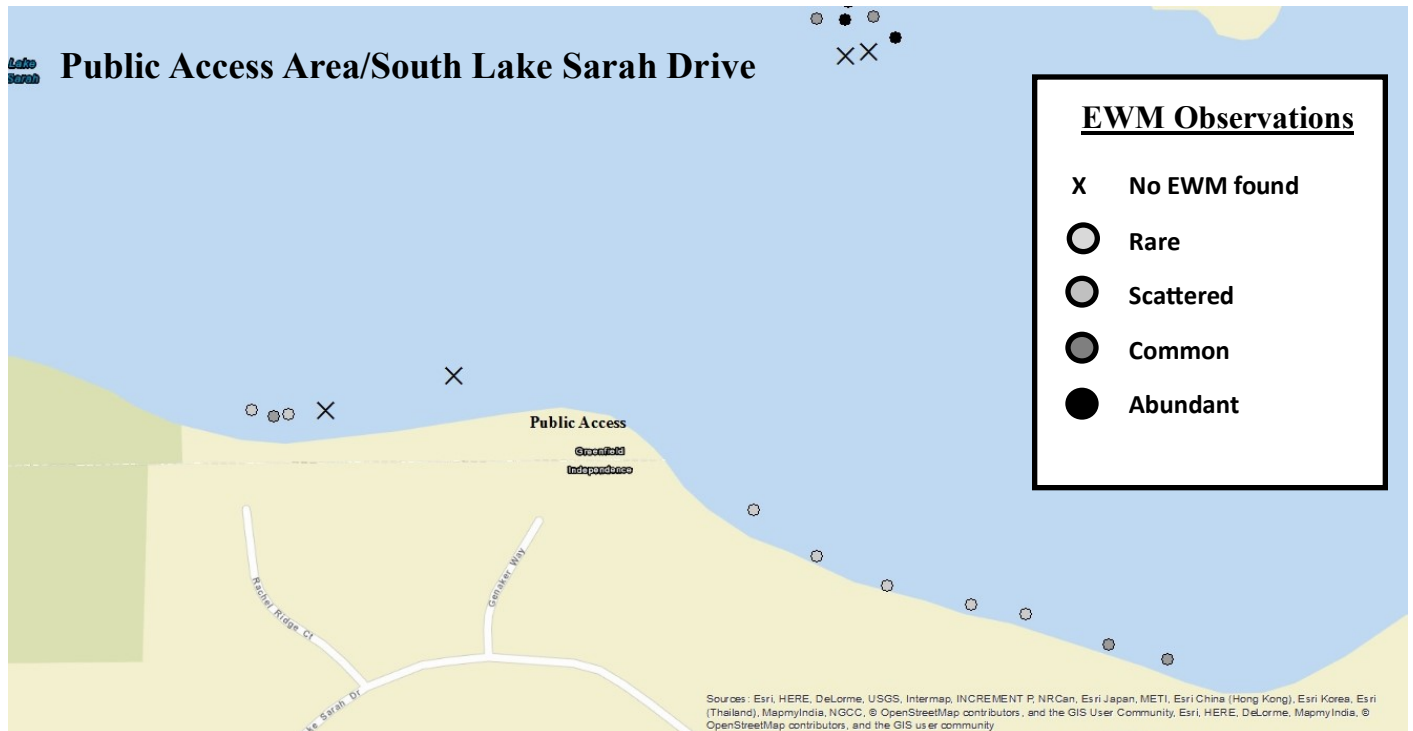 Lake
Sarah
Public Access Area/South Lake Sarah Drive
EWM Observations
X No EWM found
Rare
Scattered
Common
Abundant
Public Access
Greenfield
Independence
Rachel Ridge Ct
Genaker Way
Lake Sarah Dr
Sources: Esri, HERE, DeLorme, USGS, Intermap, INCREMENT P, NRCan, Esri Japan, METI, Esri China (Hong Kong), Esri Korea, Esri
(Thailand), MapmyIndia, NGCC, © OpenStreetMap contributors, and the GIS User Community, Esri, HERE, DeLorme, MapmyIndia, ©
OpenStreetMap contributors, and the GIS user community